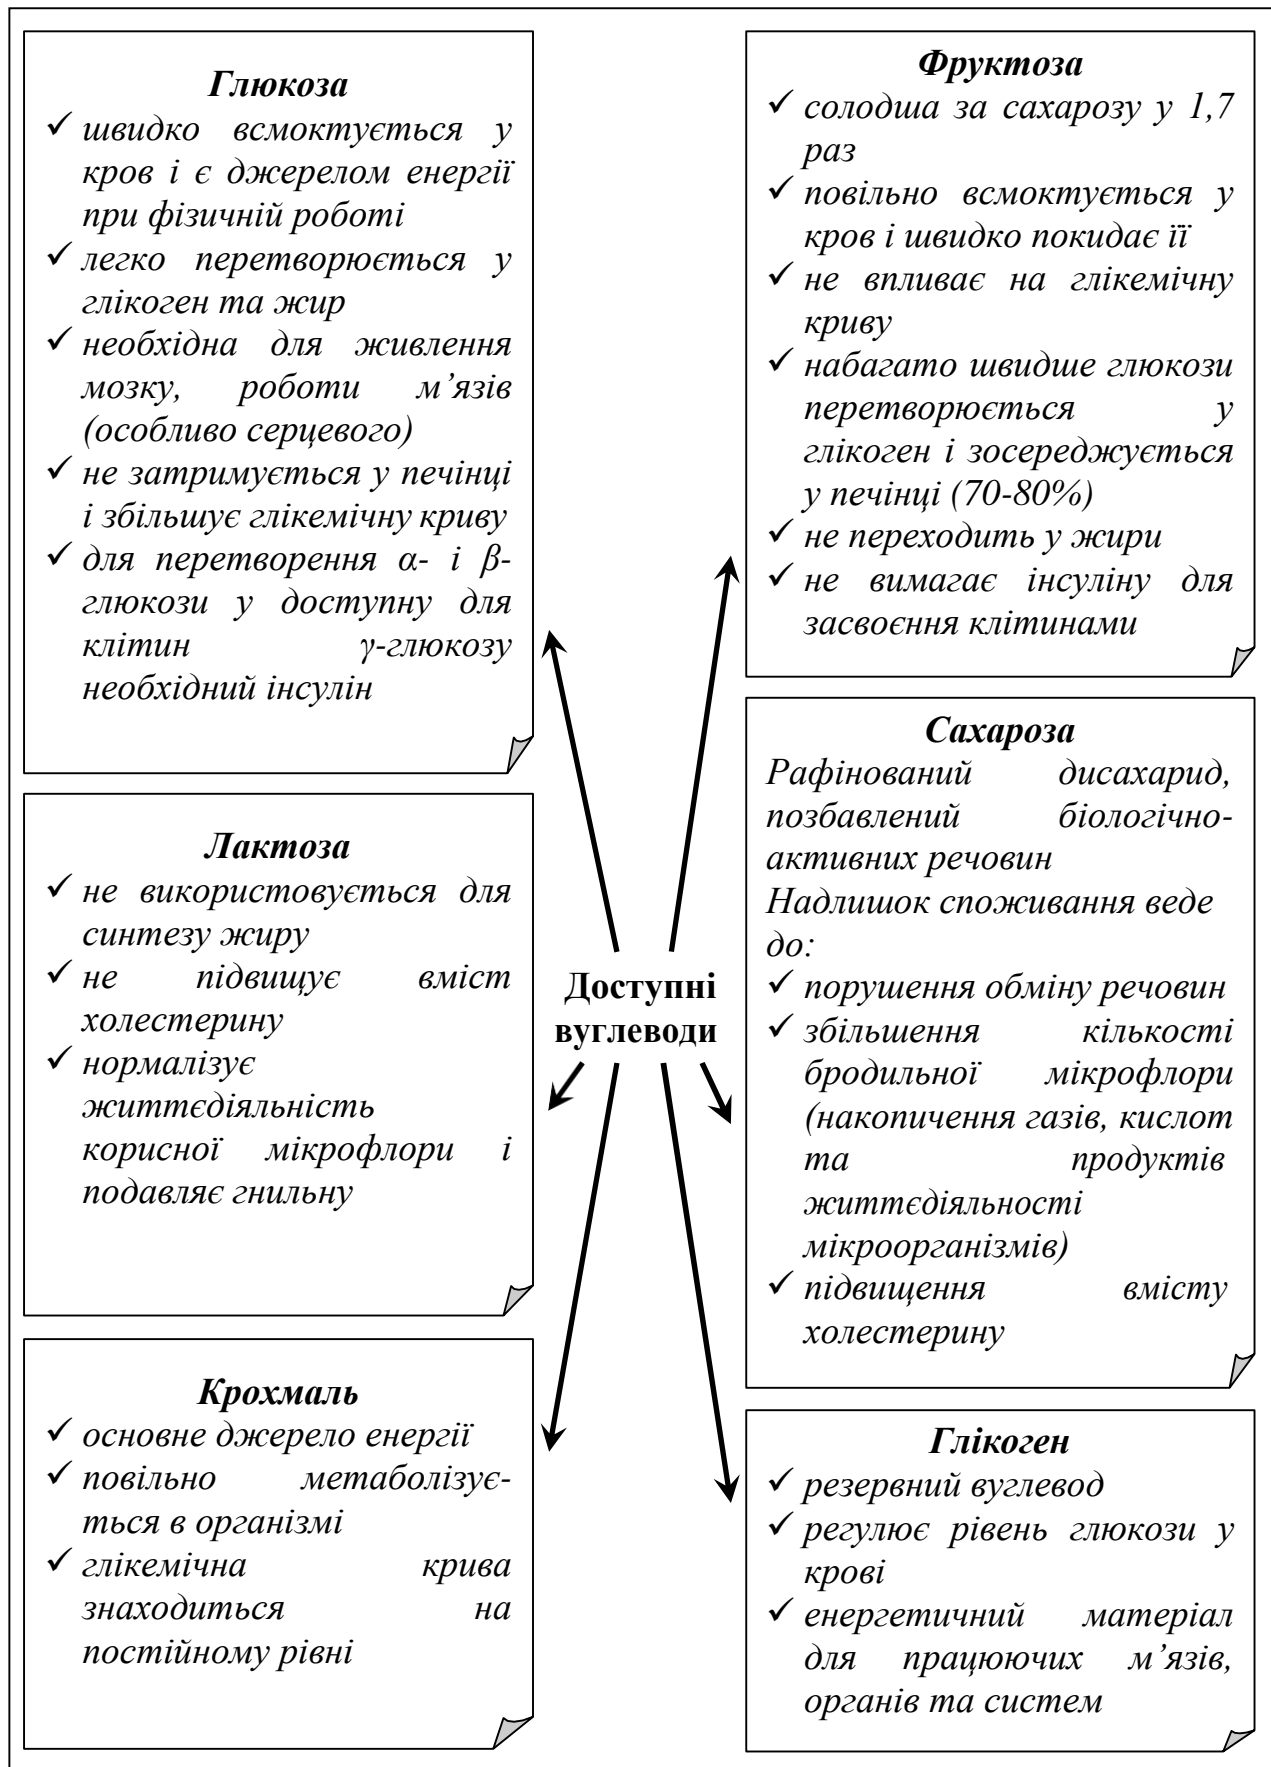 Глюкоза
✓ швидко всмоктується у
кров і є джерелом енергії
при фізичній роботі
✓ легко перетворюється у
глікоген та жир
✓ необхідна для живлення
мозку, роботи м’язів
(особливо серцевого)
✓ не затримується у печінці
і збільшує глікемічну криву
✓ для перетворення α- і β-
глюкози у доступну для
клітин γ-глюкозу
необхідний інсулін
Лактоза
✓ не використовується для
синтезу жиру
✓ не підвищує вміст
холестерину
✓ нормалізує
життєдіяльність
корисної мікрофлори і
подавляє гнильну
Крохмаль
✓ основне джерело енергії
✓ повільно метаболізує-
ться в організмі
✓ глікемічна крива
знаходиться на
постійному рівні
Доступні
вуглеводи
Фруктоза
✓ солодша за сахарозу у 1,7
раз
✓ повільно всмоктується у
кров і швидко покидає її
✓ не впливає на глікемічну
криву
✓ набагато швидше глюкози
перетворюється у
глікоген і зосереджується
у печінці (70-80%)
✓ не переходить у жири
✓ не вимагає інсуліну для
засвоєння клітинами
Сахароза
Рафінований дисахарид,
позбавлений біологічно-
активних речовин
Надлишок споживання веде
до:
✓ порушення обміну речовин
✓ збільшення кількості
бродильної мікрофлори
(накопичення газів, кислот
та продуктів
життєдіяльності
мікроорганізмів)
✓ підвищення вмісту
холестерину
Глікоген
✓ резервний вуглевод
✓ регулює рівень глюкози у
крові
✓ енергетичний матеріал
для працюючих м’язів,
органів та систем